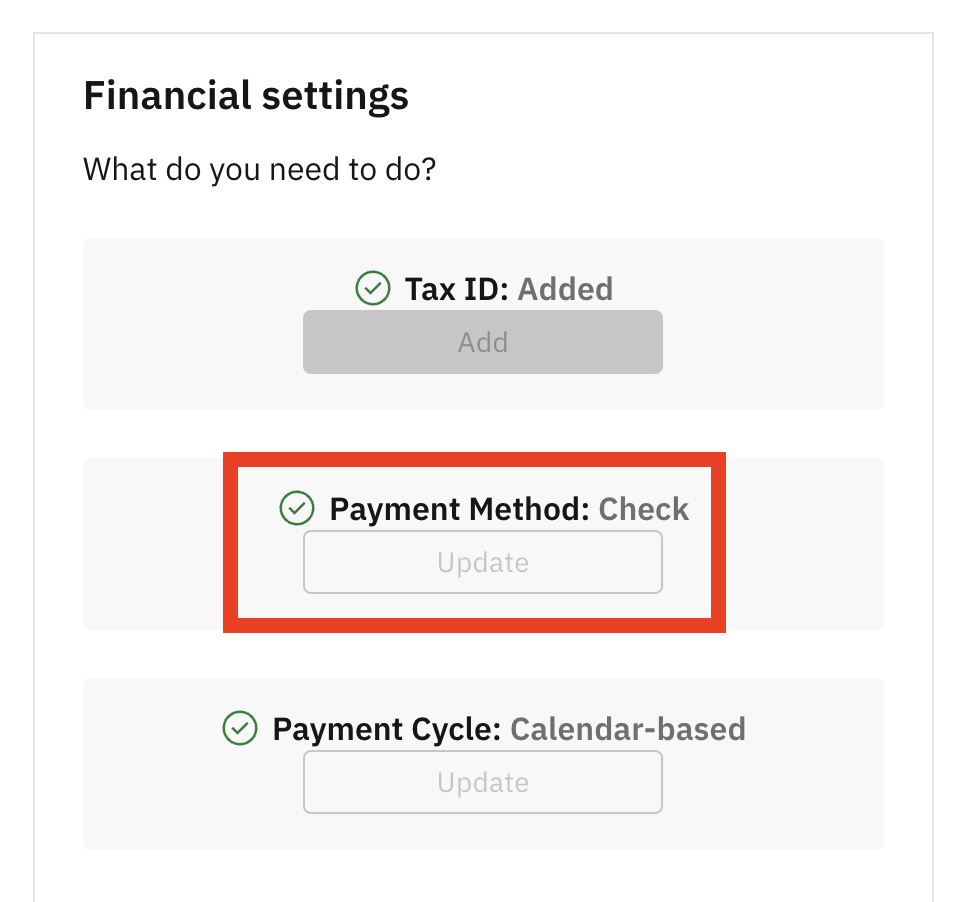 Financial settings
What do you need to do?
Tax ID: Added
Add
Payment Method: Check
Update
Payment Cycle: Calendar-based
Update